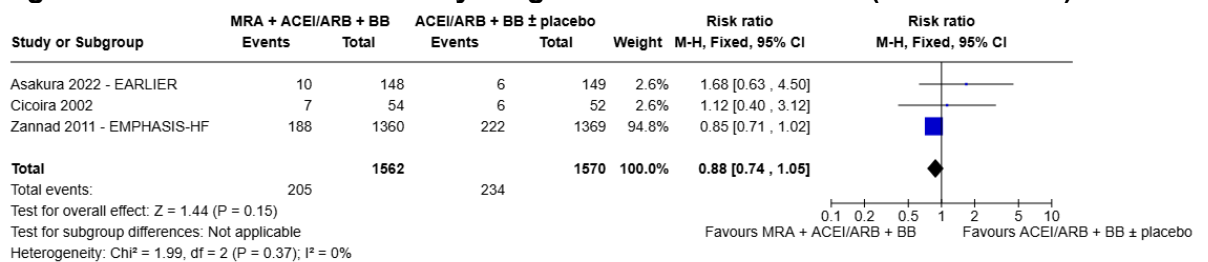 MRA + ACEI/ARB + BB ACEI/ARB + BB ± placebo Risk ratio Risk ratio
Study or Subgroup Events Total Events Total Weight M-H, Fixed, 95% CI M-H, Fixed, 95% CI
Asakura 2022 - EARLIER 10 148 6 149 2.6% 1.68 [0.63 , 4.50]
Cicoira 2002 7 54 6 52 2.6% 1.12 [0.40 , 3.12]
Zannad 2011 - EMPHASIS-HF 188 1360 222 1369 94.8% 0.85 [0.71 , 1.02]
Total 1562 1570 100.0% 0.88 [0.74 , 1.05]
Total events: 205 234
Test for overall effect: Z = 1.44 (P = 0.15)
0.1 0.2 0.5 1 2 5 10
Test for subgroup differences: Not applicable Favours MRA + ACEI/ARB + BB Favours ACEI/ARB + BB ± placebo
Heterogeneity: Chi² = 1.99, df = 2 (P = 0.37); I² = 0%